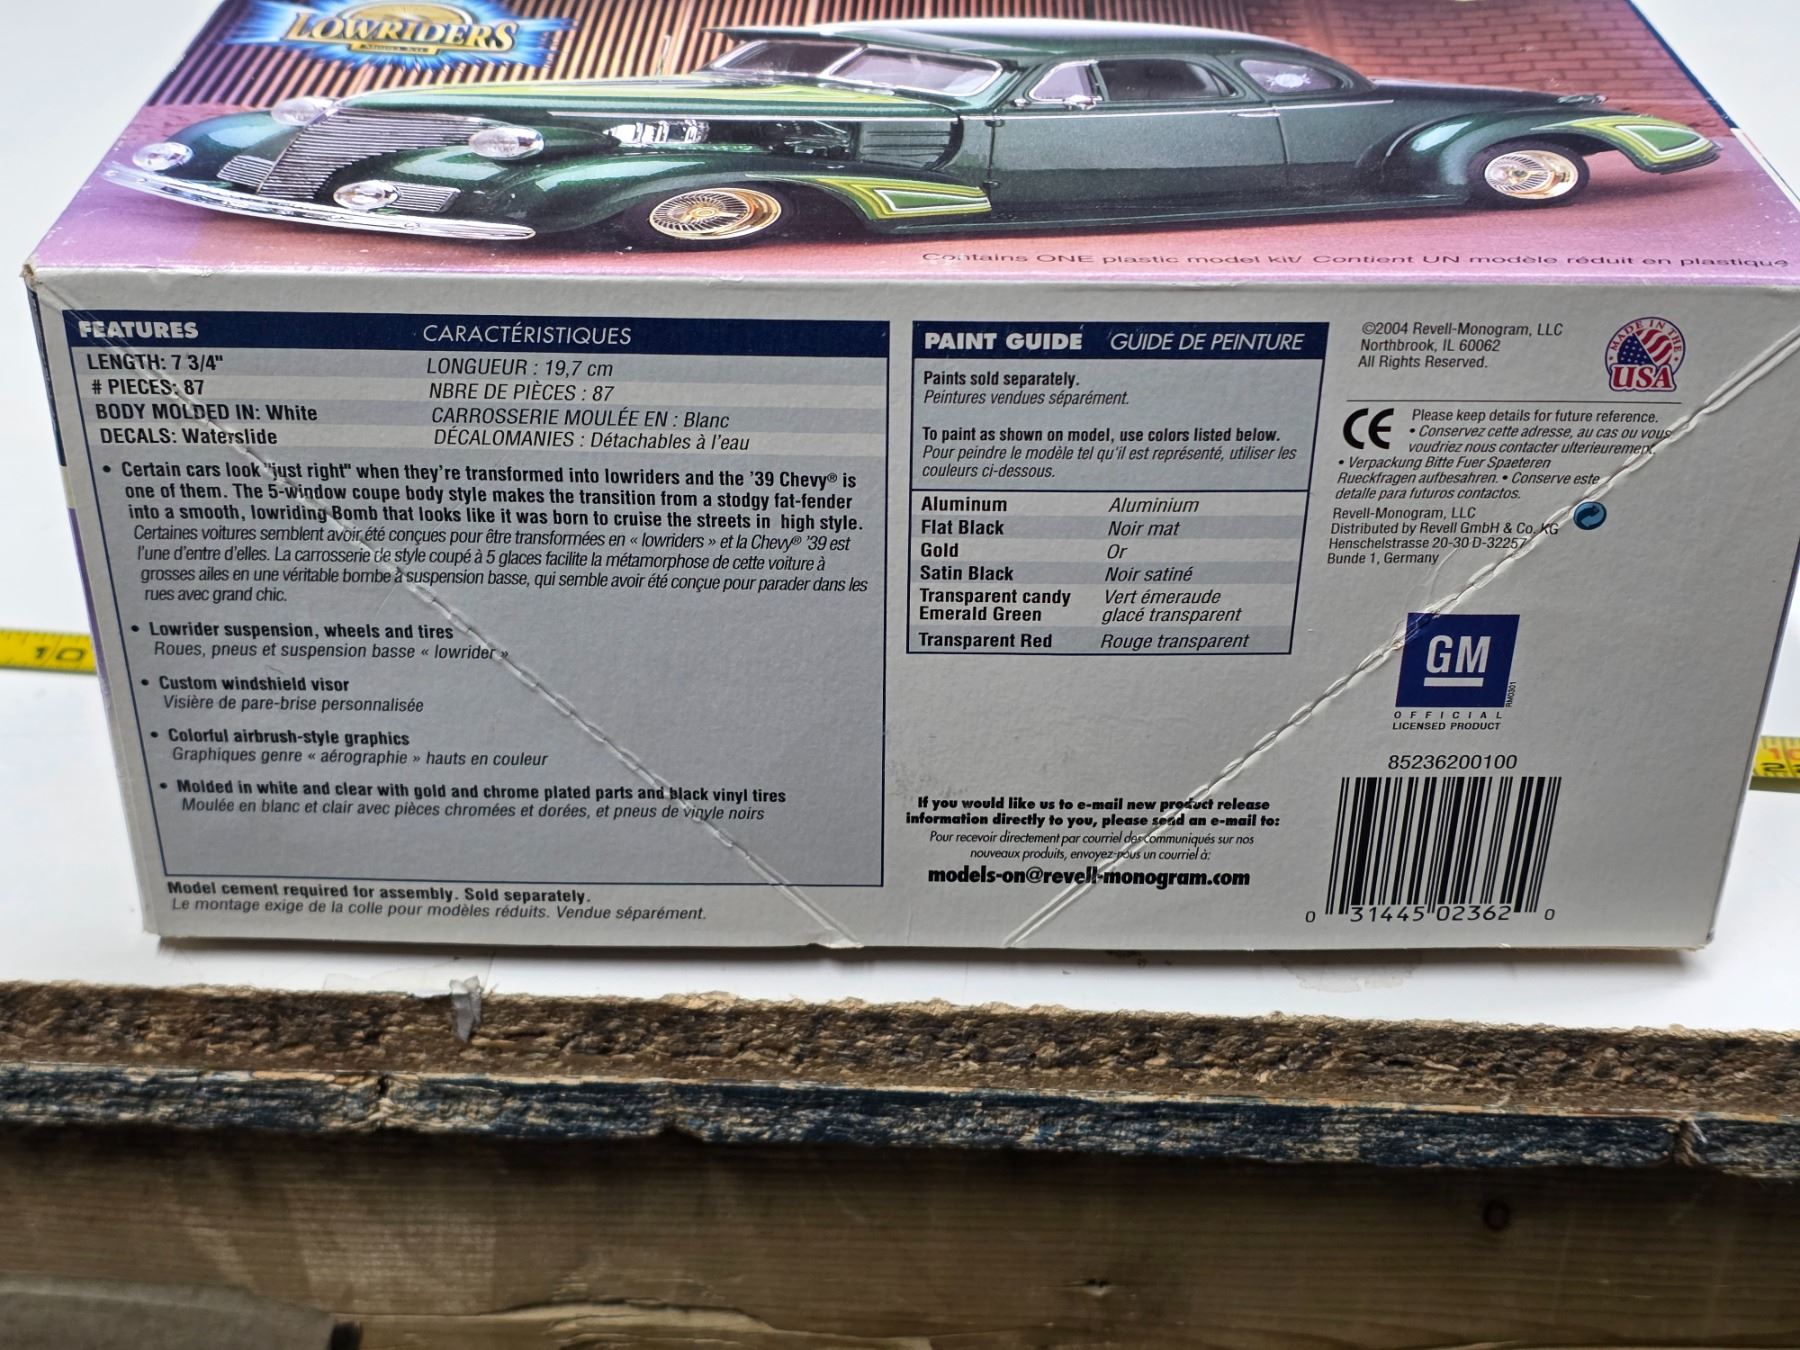 LOWRIDERS
Contains ONE plastic model kit/ Contient UN modèle réduit en plastique
FEATURES CARACTÉRISTIQUES
LENGTH: 7 3/4" LONGUEUR : 19,7 cm
# PIECES: 87 NBRE DE PIÈCES : 87
BODY MOLDED IN: White CARROSSERIE MOULÉE EN : Blanc
DECALS: Waterslide DÉCALOMANIES : Détachables à l'eau
• Certain cars look "just right" when they're transformed into lowriders and the '39 Chevy® is
one of them. The 5-window coupe body style makes the transition from a stodgy fat-fender
into a smooth, lowriding Bomb that looks like it was born to cruise the streets in high style.
Certaines voitures semblent avoir été conçues pour être transformées en « lowriders » et la Chevy® '39 est
l'une d'entre d'elles. La carrosserie de style coupé à 5 glaces facilite la métamorphose de cette voiture à
grosses ailes en une véritable bombe à suspension basse, qui semble avoir été conçue pour parader dans les
rues avec grand chic.
• Lowrider suspension, wheels and tires
Roues, pneus et suspension basse « lowrider »
• Custom windshield visor
Visière de pare-brise personnalisée
• Colorful airbrush-style graphics
Graphiques genre « aérographie » hauts en couleur
• Molded in white and clear with gold and chrome plated parts and black vinyl tires
Moulée en blanc et clair avec pièces chromées et dorées, et pneus de vinyle noirs
Model cement required for assembly. Sold separately.
Le montage exige de la colle pour modèles réduits. Vendue séparément.
PAINT GUIDE GUIDE DE PEINTURE
Paints sold separately.
Peintures vendues séparément.
To paint as shown on model, use colors listed below.
Pour peindre le modèle tel qu'il est représenté, utiliser les
couleurs ci-dessous.
Aluminum Aluminium
Flat Black Noir mat
Gold Or
Satin Black Noir satiné
Transparent candy Vert émeraude
Emerald Green glacé transparent
Transparent Red Rouge transparent
If you would like us to e-mail new product release
information directly to you, please send an e-mail to:
Pour recevoir directement par courriel des communiqués sur nos
nouveaux produits, envoyez-nous un courriel à:
models-on@revell-monogram.com
©2004 Revell-Monogram, LLC
Northbrook, IL 60062
All Rights Reserved.
MADE IN THE
USA
CE
Please keep details for future reference.
• Conservez cette adresse, au cas ou vous
voudriez nous contacter ulterieurement.
• Verpackung Bitte Fuer Spaeteren
Rueckfragen aufbesahren. • Conserve este
detalle para futuros contactos.
Revell-Monogram, LLC
Distributed by Revell GmbH & Co. KG
Henschelstrasse 20-30 D-32257
Bunde 1, Germany
GM
RM0301
OFFICIAL
LICENSED PRODUCT
85236200100
0 31445 02362 0
10